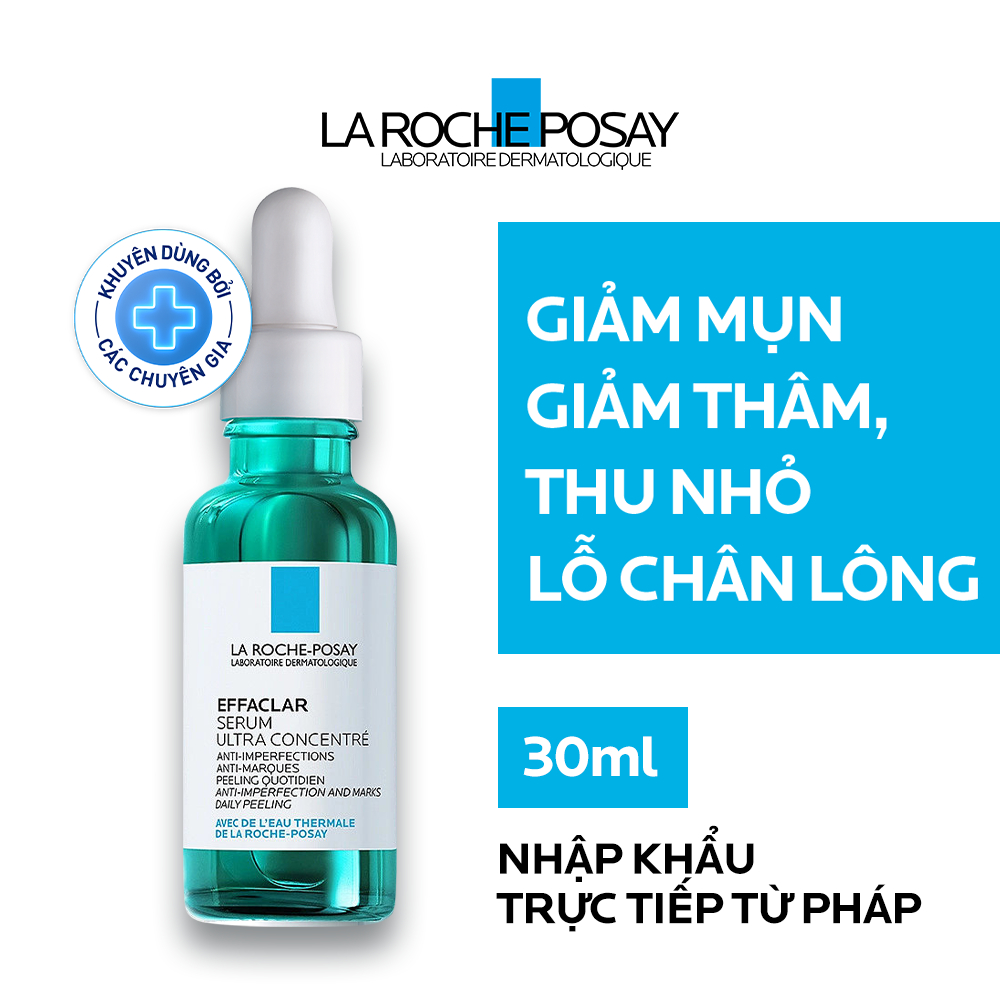 LA ROCHE POSAY
LABORATOIRE DERMATOLOGIQUE
KHUYÊN DÙNG BỞI
CÁC CHUYÊN GIA
GIẢM MỤN
GIẢM THÂM,
THU NHỎ
LỖ CHÂN LÔNG
LA ROCHE-POSAY
LABORATOIRE DERMATOLOGIQUE
EFFACLAR
SERUM
ULTRA CONCENTRÉ
ANTI-IMPERFECTIONS
ANTI-MARQUES
PEELING QUOTIDIEN
ANTI-IMPERFECTION AND MARKS
DAILY PEELING
AVEC DE L'EAU THERMALE
DE LA ROCHE-POSAY
30ml
NHẬP KHẨU
TRỰC TIẾP TỪ PHÁP